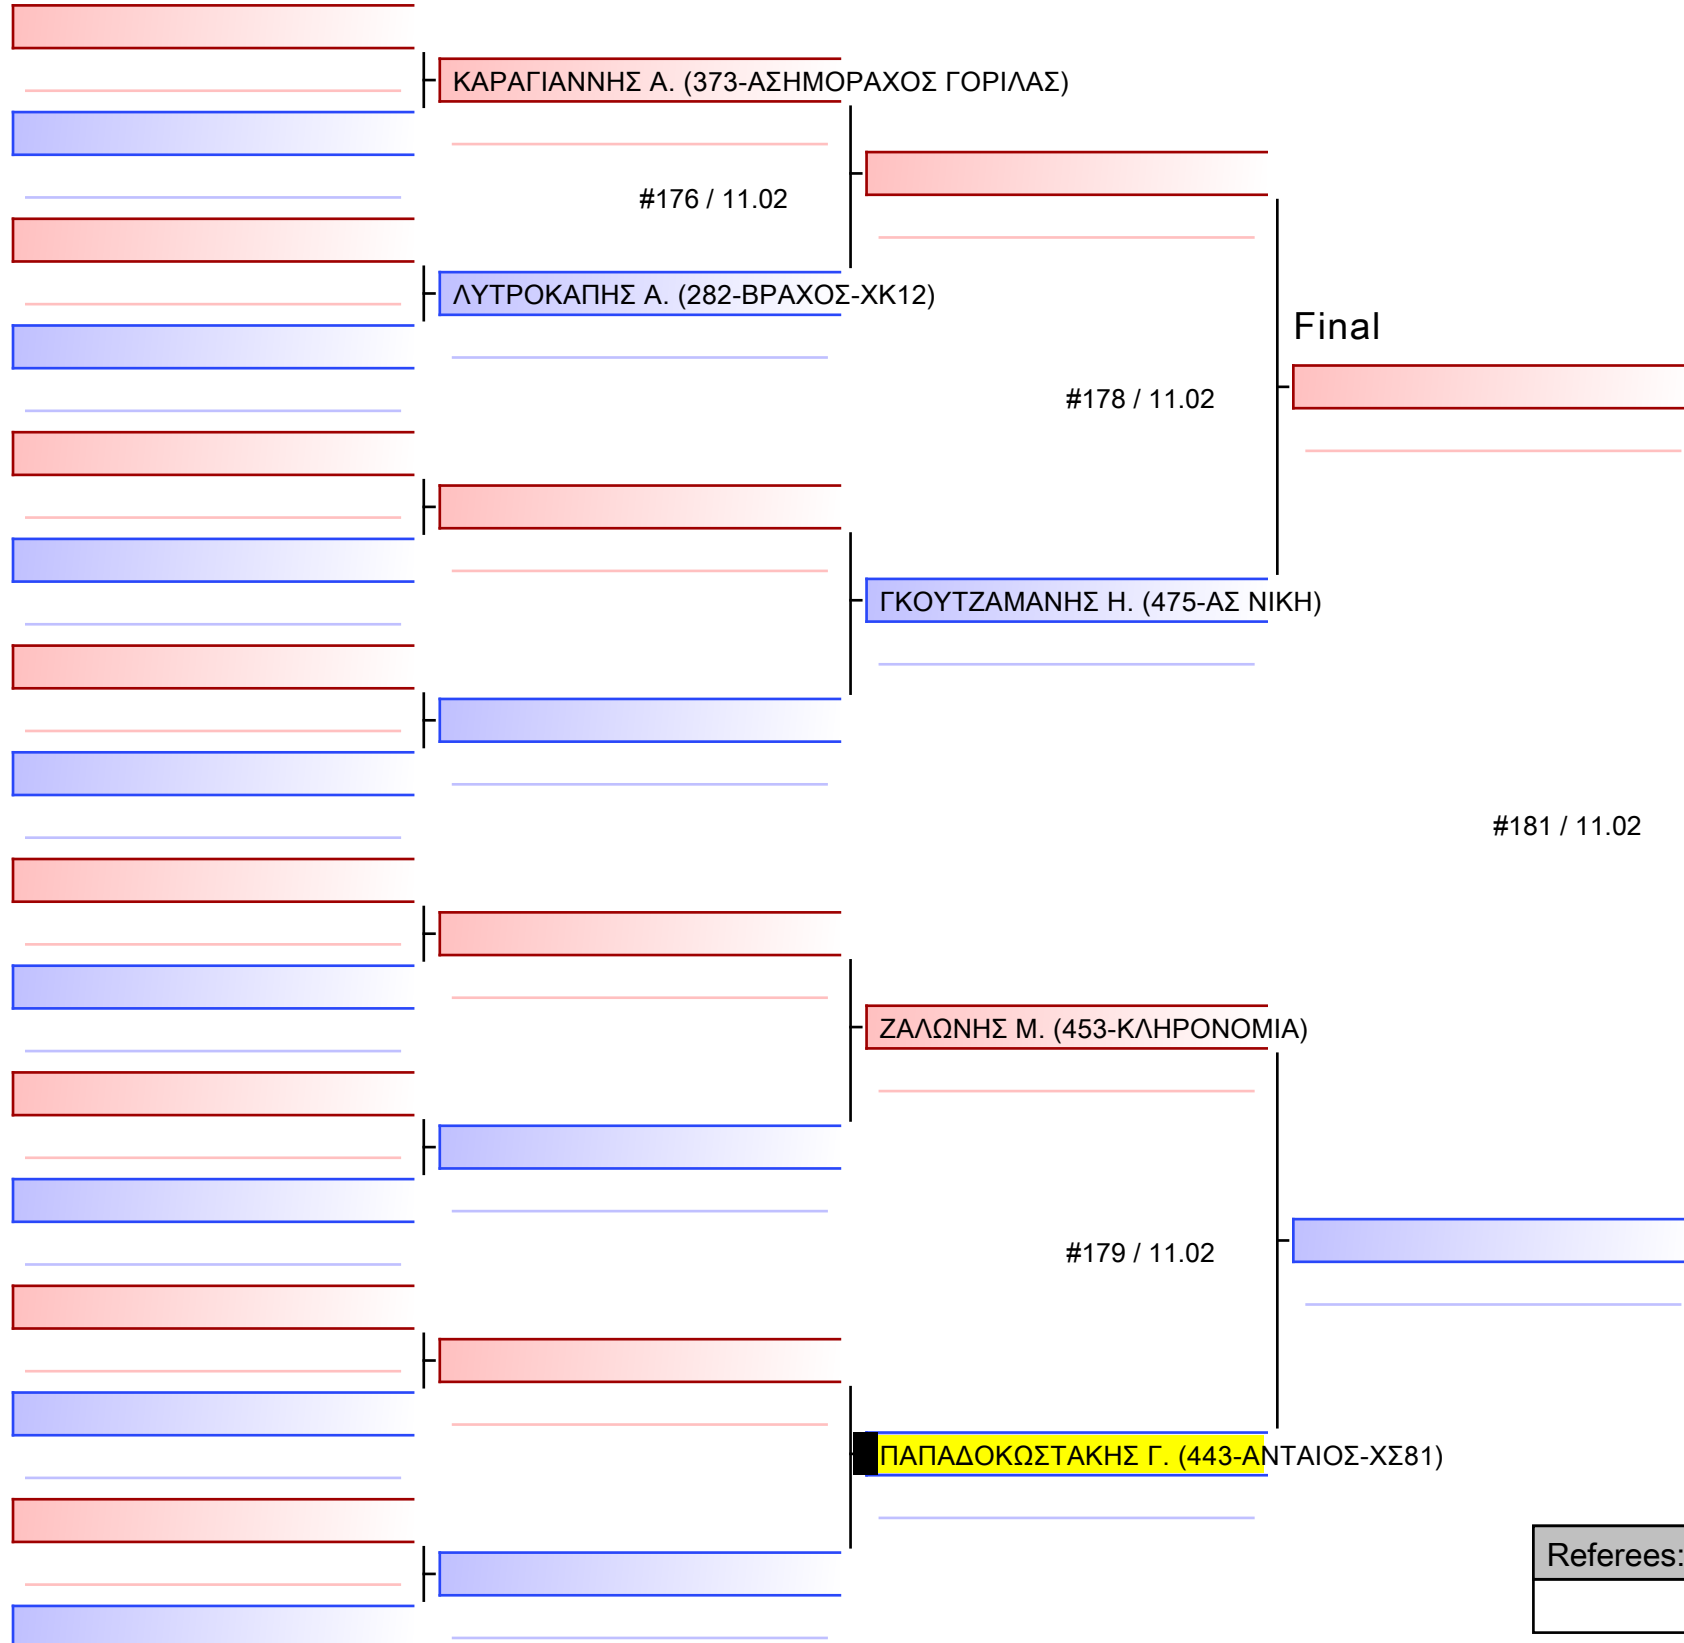 ΚΑΡΑΓΙΑΝΝΗΣ Α. (373-ΑΣΗΜΟΡΑΧΟΣ ΓΟΡΙΛΑΣ)
#176 / 11.02
ΛΥΤΡΟΚΑΠΗΣ Α. (282-ΒΡΑΧΟΣ-ΧΚ12)
Final
#178 / 11.02
ΓΚΟΥΤΖΑΜΑΝΗΣ Η. (475-ΑΣ ΝΙΚΗ)
#181 / 11.02
ΖΑΛΩΝΗΣ Μ. (453-ΚΛΗΡΟΝΟΜΙΑ)
#179 / 11.02
ΠΑΠΑΔΟΚΩΣΤΑΚΗΣ Γ. (443-ΑΝΤΑΙΟΣ-ΧΣ81)
Referees: